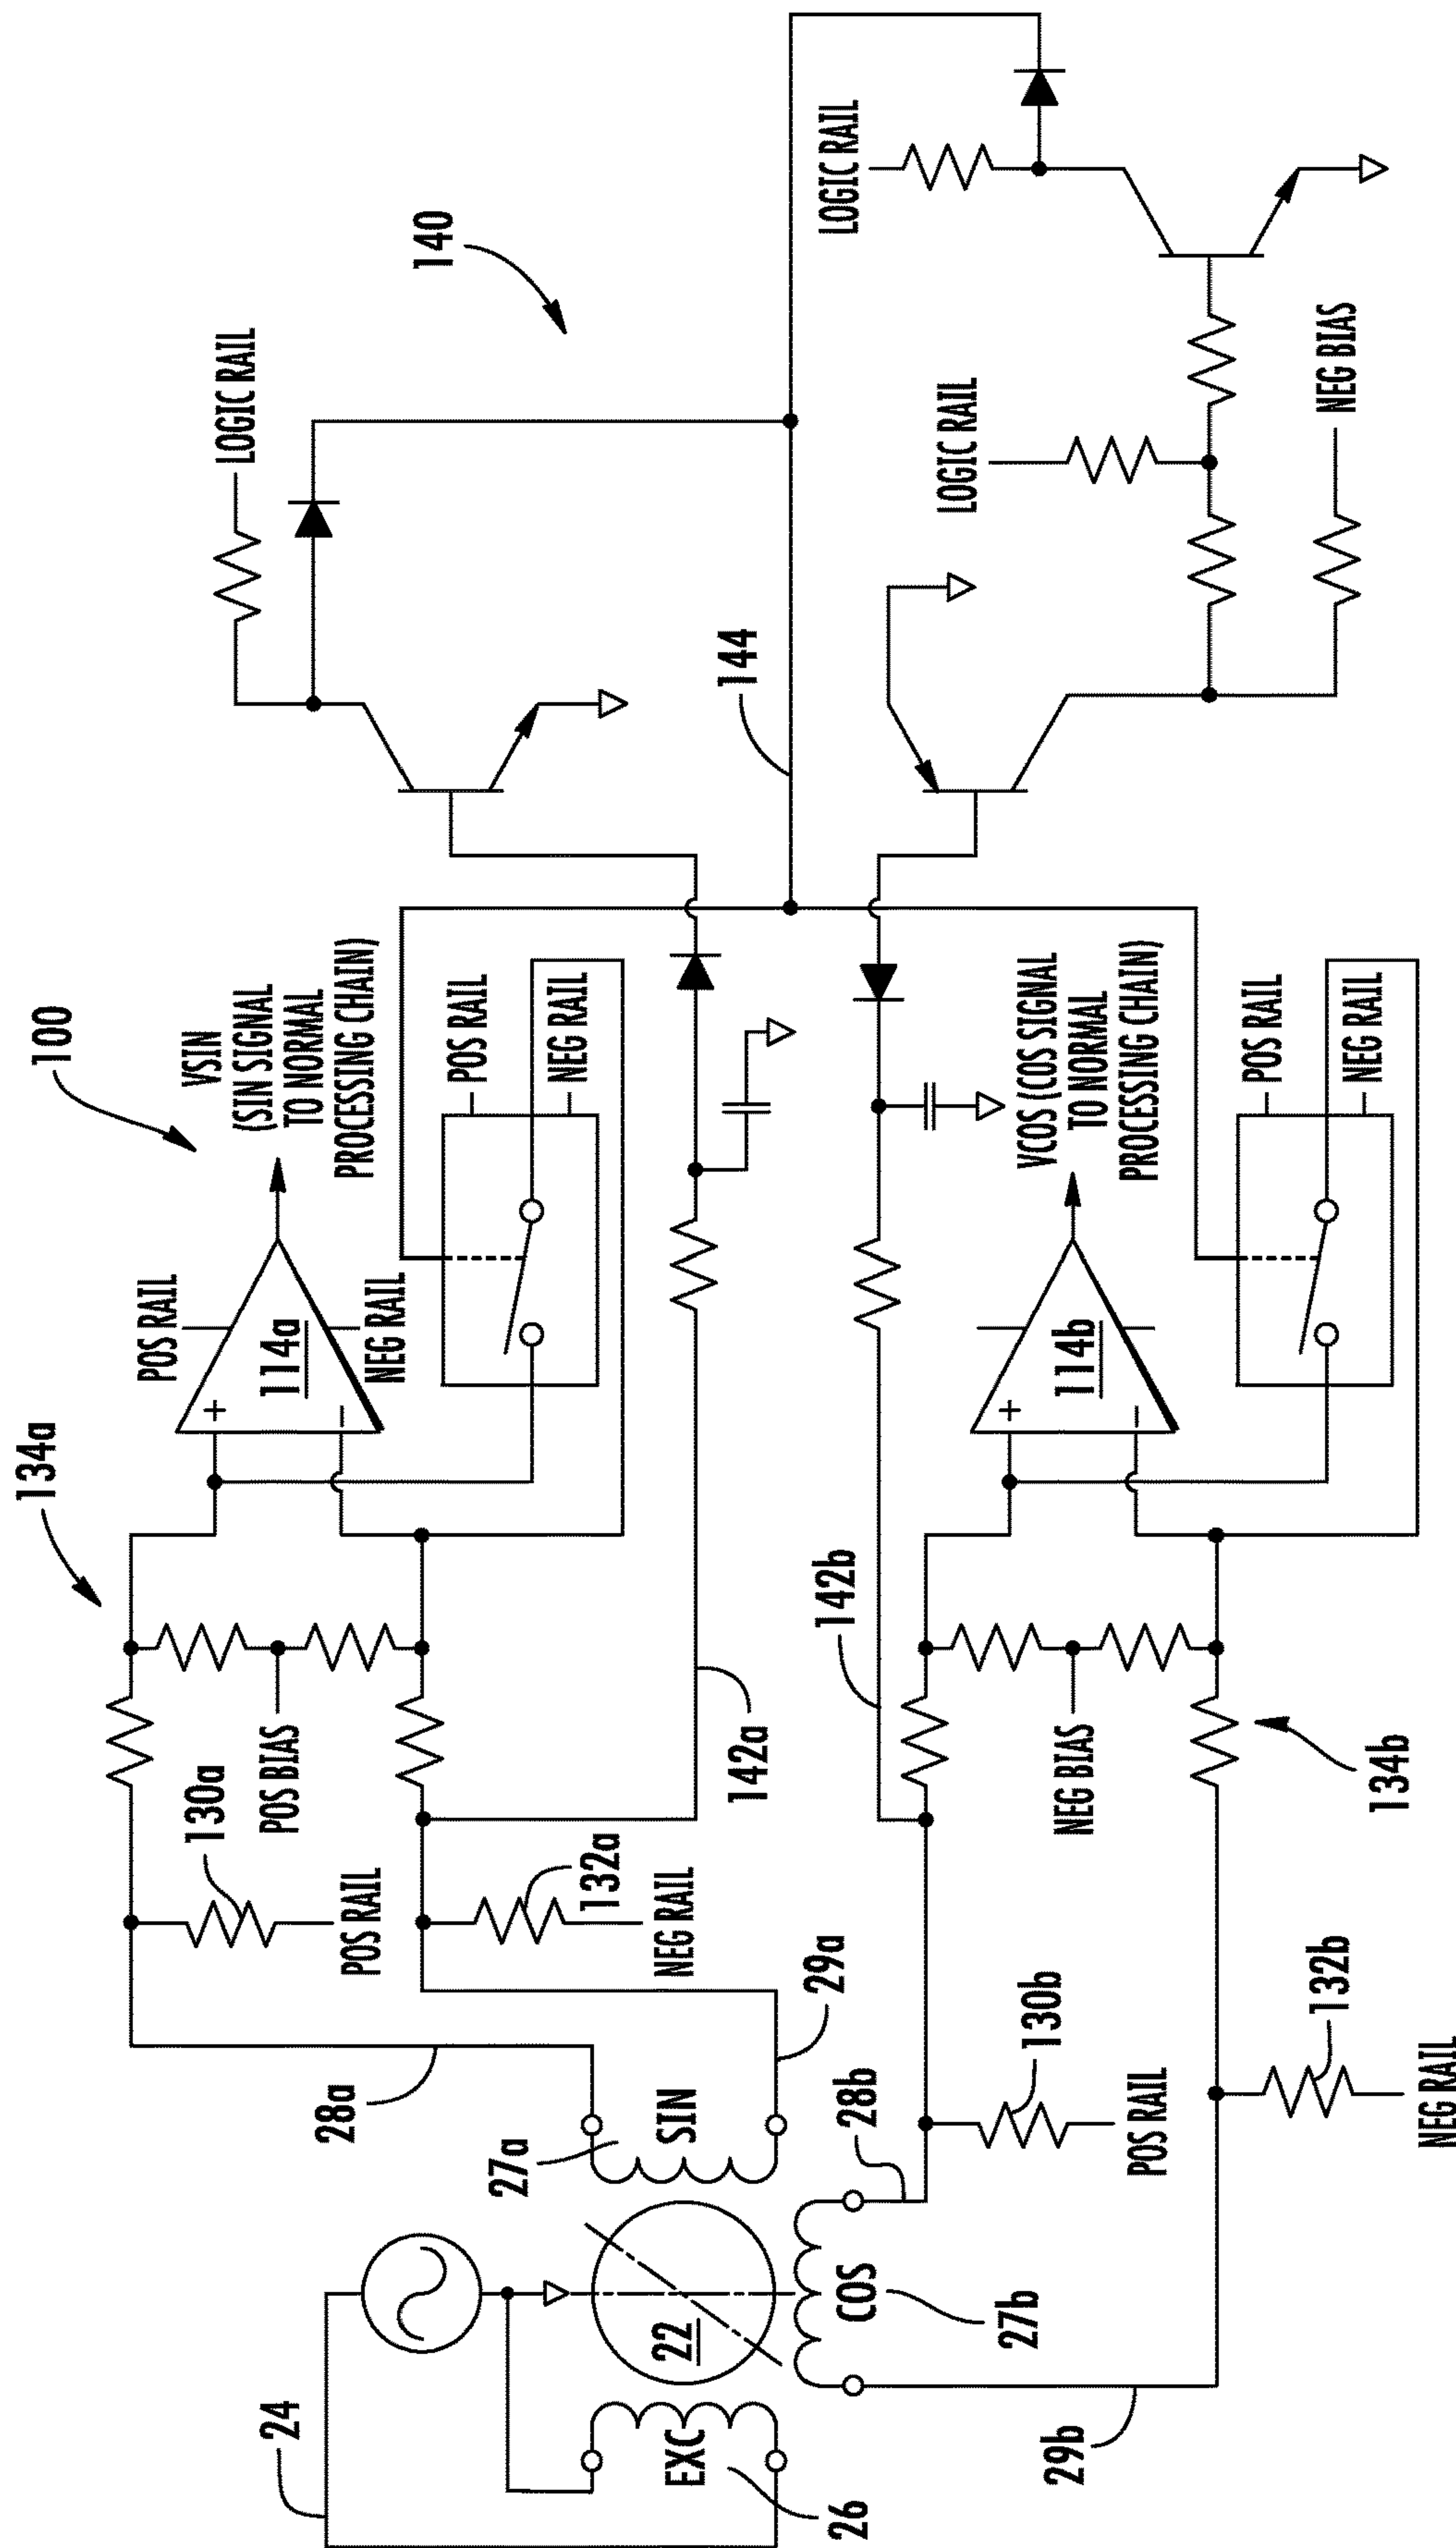 134a
28a
130a
POS RAIL
24
POS RAIL
114a
+
−
NEG RAIL
100
VSIN
(SIN SIGNAL
TO NORMAL
PROCESSING CHAIN)
LOGIC RAIL
140
POS BIAS
POS RAIL
NEG RAIL
27a
SIN
132a
NEG RAIL
29a
142a
144
22
EXC
26
COS
27b
28b
142b
LOGIC RAIL
130b
POS RAIL
29b
NEG BIAS
114b
+
−
VCOS (COS SIGNAL
TO NORMAL
PROCESSING CHAIN)
LOGIC RAIL
POS RAIL
NEG RAIL
NEG BIAS
132b
NEG RAIL
134b